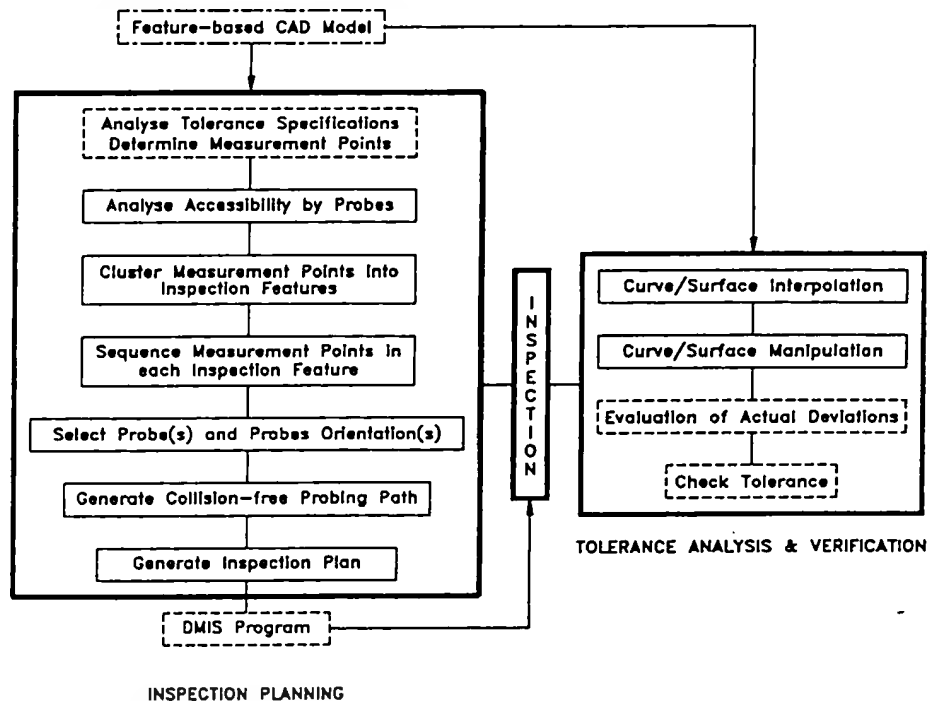 Feature-based CAD Model
Analyse Tolerance Specifications
Determine Measurement Points
Analyse Accessibility by Probes
Cluster Measurement Points Into
Inspection Features
Sequence Measurement Points in
each Inspection Feature
Select Probe(s) and Probes Orientation(s)
Generate Collision-free Probing Path
Generate Inspection Plan
DMIS Program
INSPECTION PLANNING
INSPECTION
Curve/Surface Interpolation
Curve/Surface Manipulation
Evaluation of Actual Deviations
Check Tolerance
TOLERANCE ANALYSIS & VERIFICATION